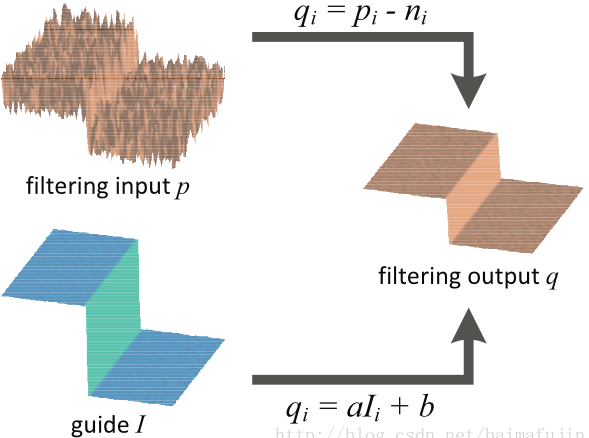 qi = pi - ni
filtering input p
filtering output q
guide I
qi = aIi + b
http://blog.csdn.net/baimafujin